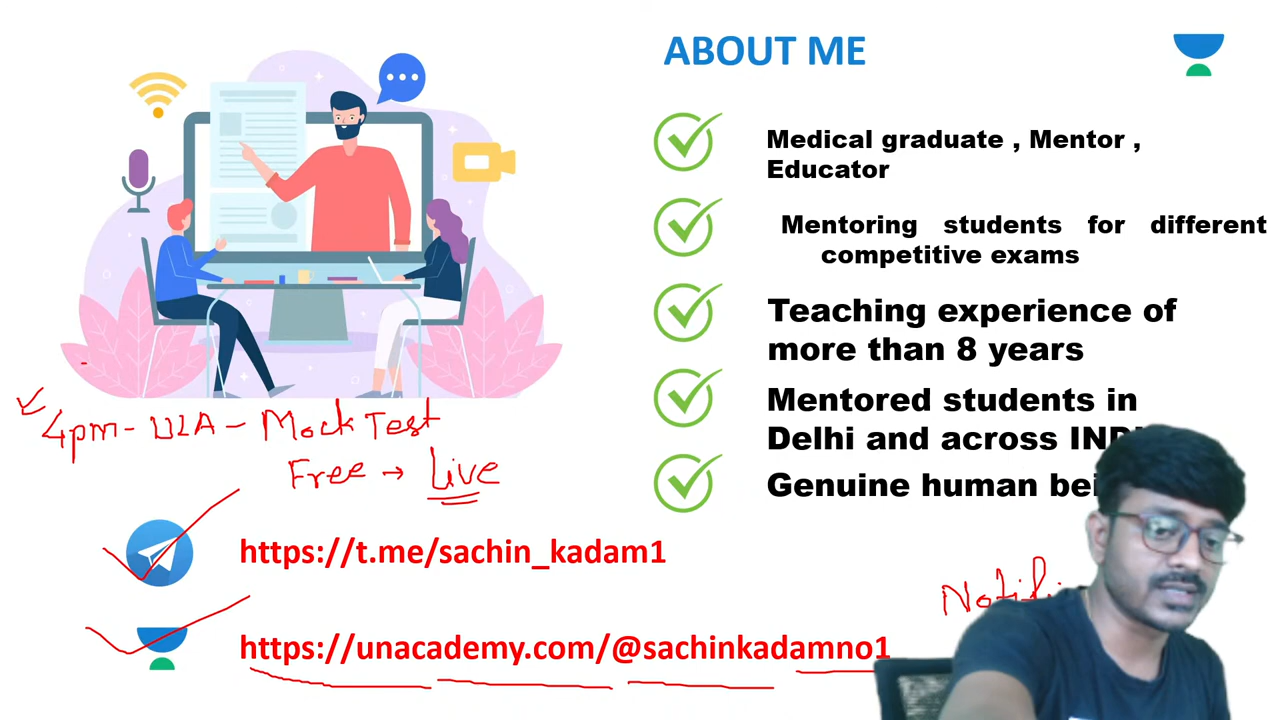 ABOUT ME
Medical graduate , Mentor ,
Educator
Mentoring students for different
competitive exams
Teaching experience of
more than 8 years
Mentored students in
Delhi and across
Genuine human
4pm -
- Mock Test
Free → Live
https://t.me/sachin_kadam1
https://unacademy.com/@sachinkadamno1